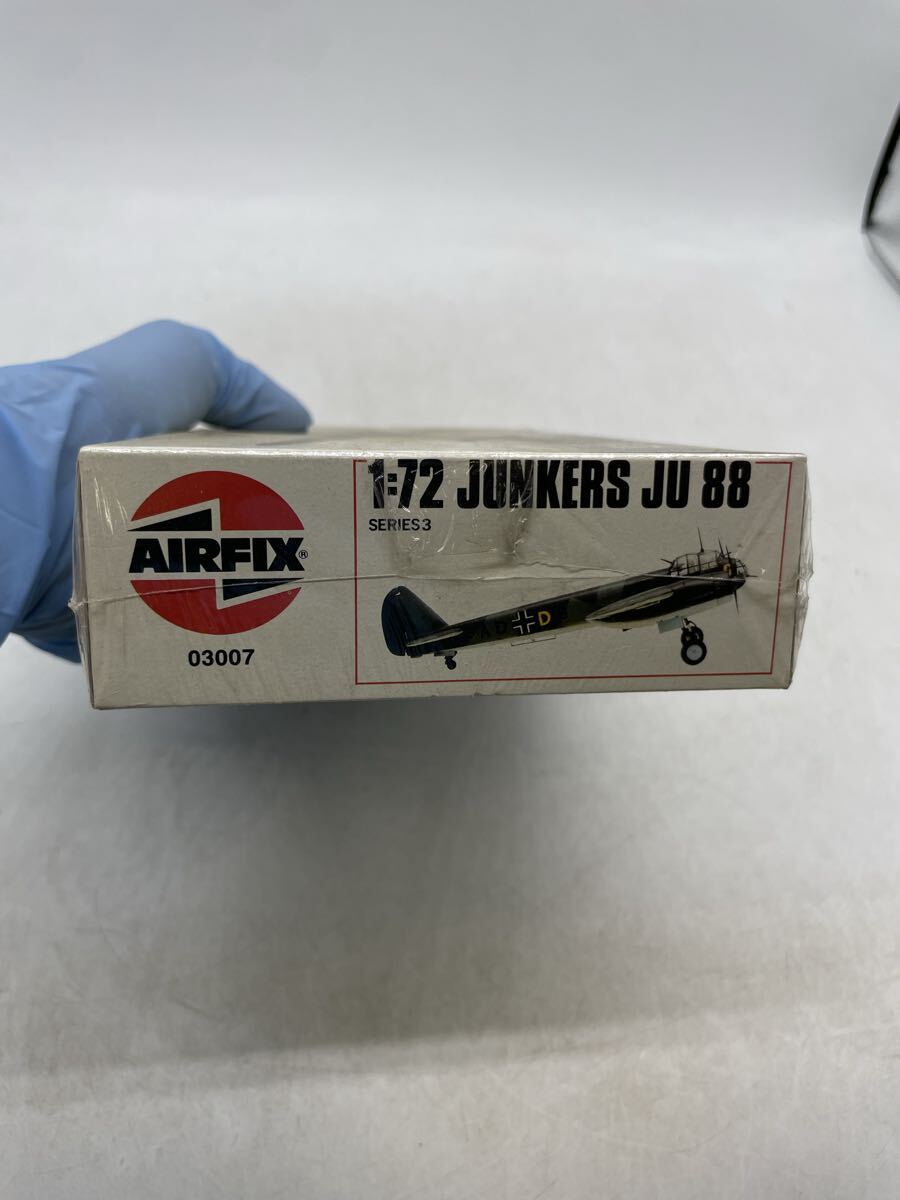 AIRFIX®
03007
1:72 JUNKERS JU 88
SERIES 3
D